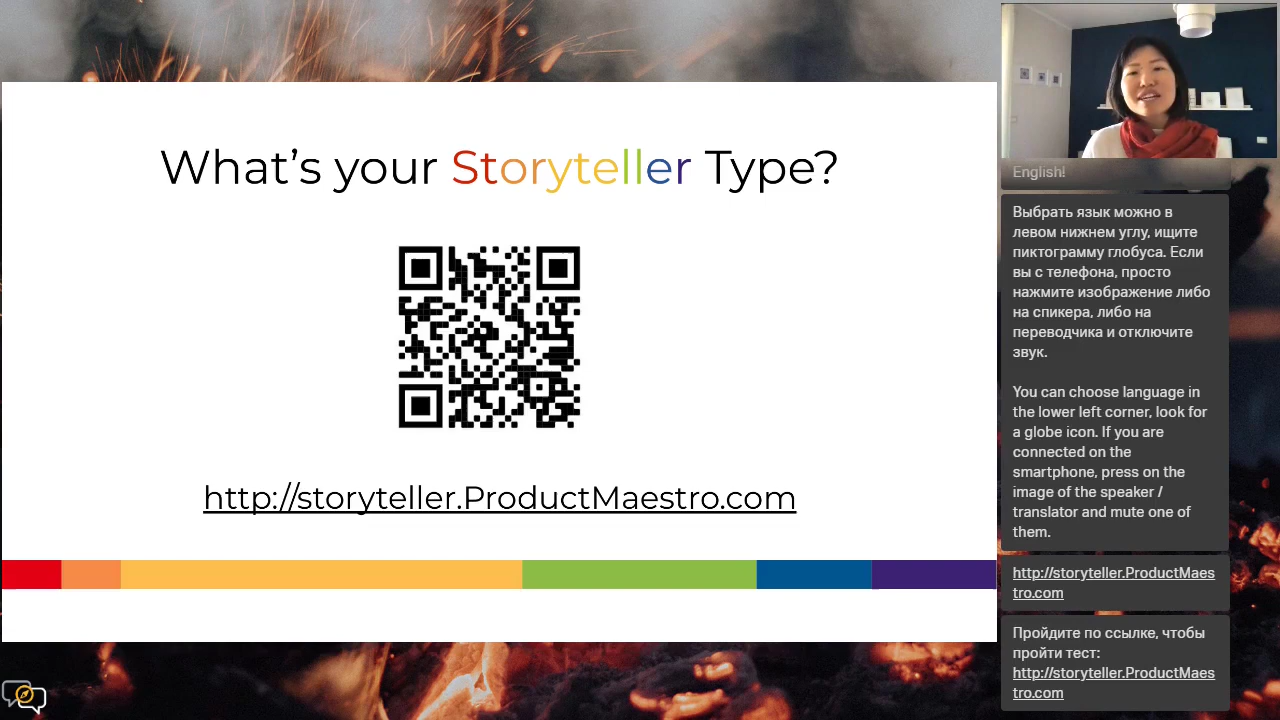 What's your Storyteller Type?
http://storyteller.ProductMaestro.com
English!
Выбрать язык можно в
левом нижнем углу, ищите
пиктограмму глобуса. Если
вы с телефона, просто
нажмите изображение либо
на спикера, либо на
переводчика и отключите
звук.
You can choose language in
the lower left corner, look for
a globe icon. If you are
connected on the
smartphone, press on the
image of the speaker /
translator and mute one of
them.
http://storyteller.ProductMaes
tro.com
Пройдите по ссылке, чтобы
пройти тест:
http://storyteller.ProductMaes
tro.com